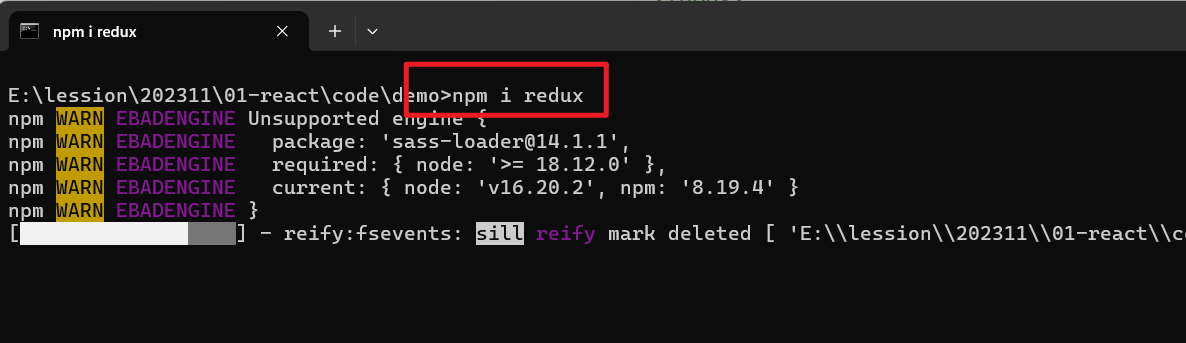 npm i redux
E:\lession\202311\01-react\code\demo>npm i redux
npm WARN EBADENGINE Unsupported engine {
npm WARN EBADENGINE   package: 'sass-loader@14.1.1',
npm WARN EBADENGINE   required: { node: '>= 18.12.0' },
npm WARN EBADENGINE   current: { node: 'v16.20.2', npm: '8.19.4' }
npm WARN EBADENGINE }
[                  ] - reify:fsevents: sill reify mark deleted [ 'E:\\lession\\202311\\01-react\\c